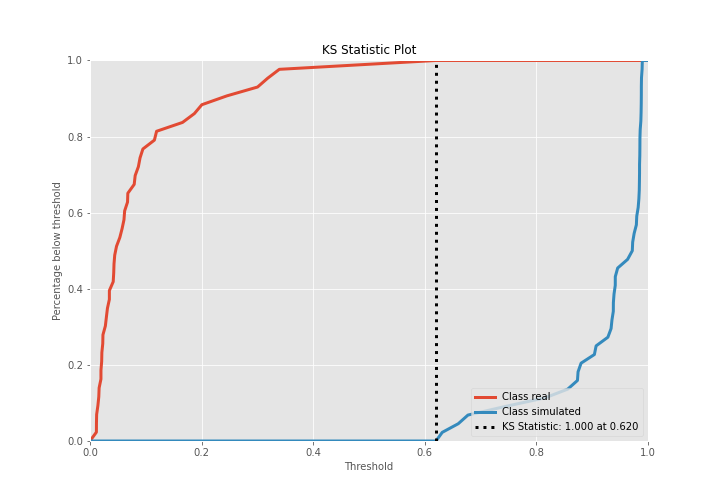 KS Statistic Plot
1.0
0.8
0.6
0.4
0.2
0.0
Percentage below threshold
Class real
Class simulated
KS Statistic: 1.000 at 0.620
0.0 0.2 0.4 0.6 0.8 1.0
Threshold